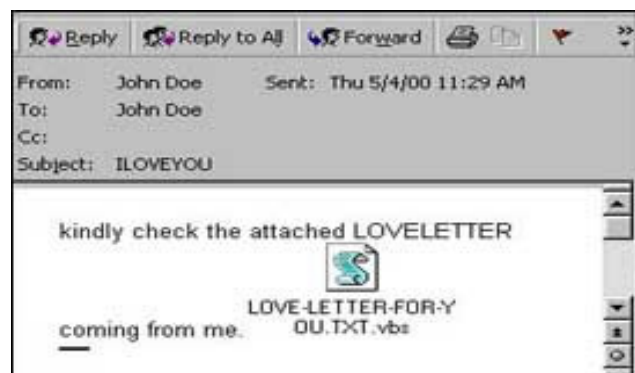 Reply Reply to All Forward
From: John Doe Sent: Thu 5/4/00 11:29 AM
To: John Doe
Cc:
Subject: ILOVEYOU
kindly check the attached LOVELETTER
LOVE-LETTER-FOR-Y
OU.TXT.vbs
coming from me.